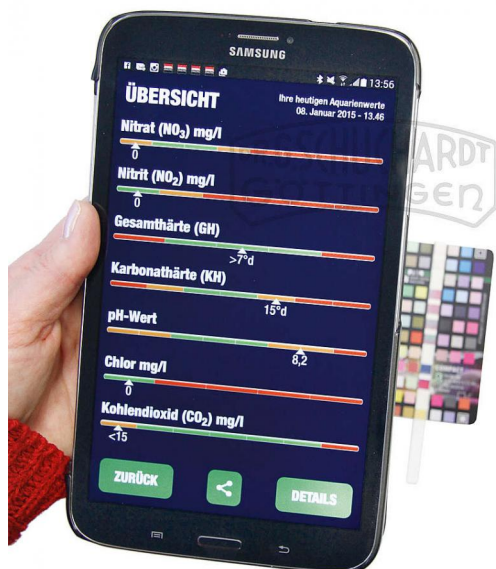 SAMSUNG
13:56
ÜBERSICHT
Ihre heutigen Aquarienwerte
08. Januar 2015 - 13.46
Nitrat (NO₃) mg/l
0
Nitrit (NO₂) mg/l
0
Gesamthärte (GH)
>7°d
Karbonathärte (KH)
15°d
pH-Wert
8,2
Chlor mg/l
0
Kohlendioxid (CO₂) mg/l
<15
ZURÜCK
DETAILS
GÖTTINGEN